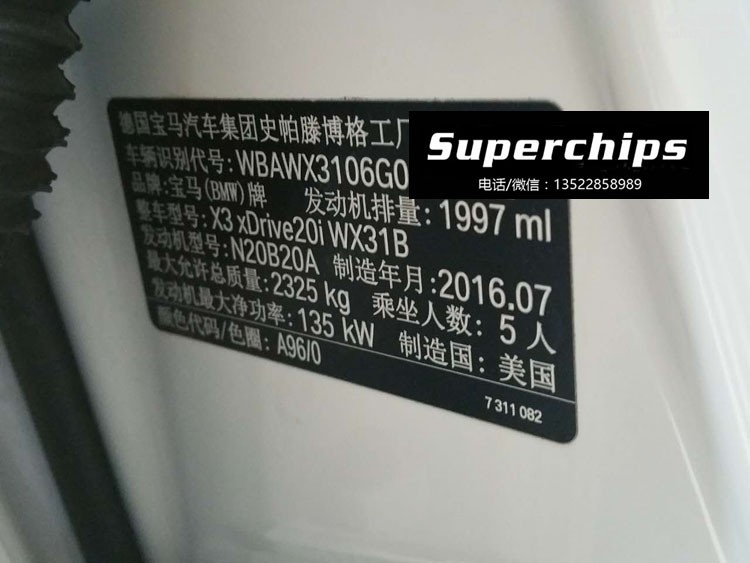 德国宝马汽车集团史帕滕博格工厂
车辆识别代号: WBAWX3106G0
品牌: 宝马(BMW)牌 发动机排量: 1997 ml
整车型号: X3 xDrive20i WX31B
发动机型号: N20B20A 制造年月: 2016.07
最大允许总质量: 2325 kg 乘坐人数: 5 人
发动机最大净功率: 135 kW 制造国: 美国
颜色代码/色圈: A96/0
7 311 082
Superchips
电话/微信：13522858989